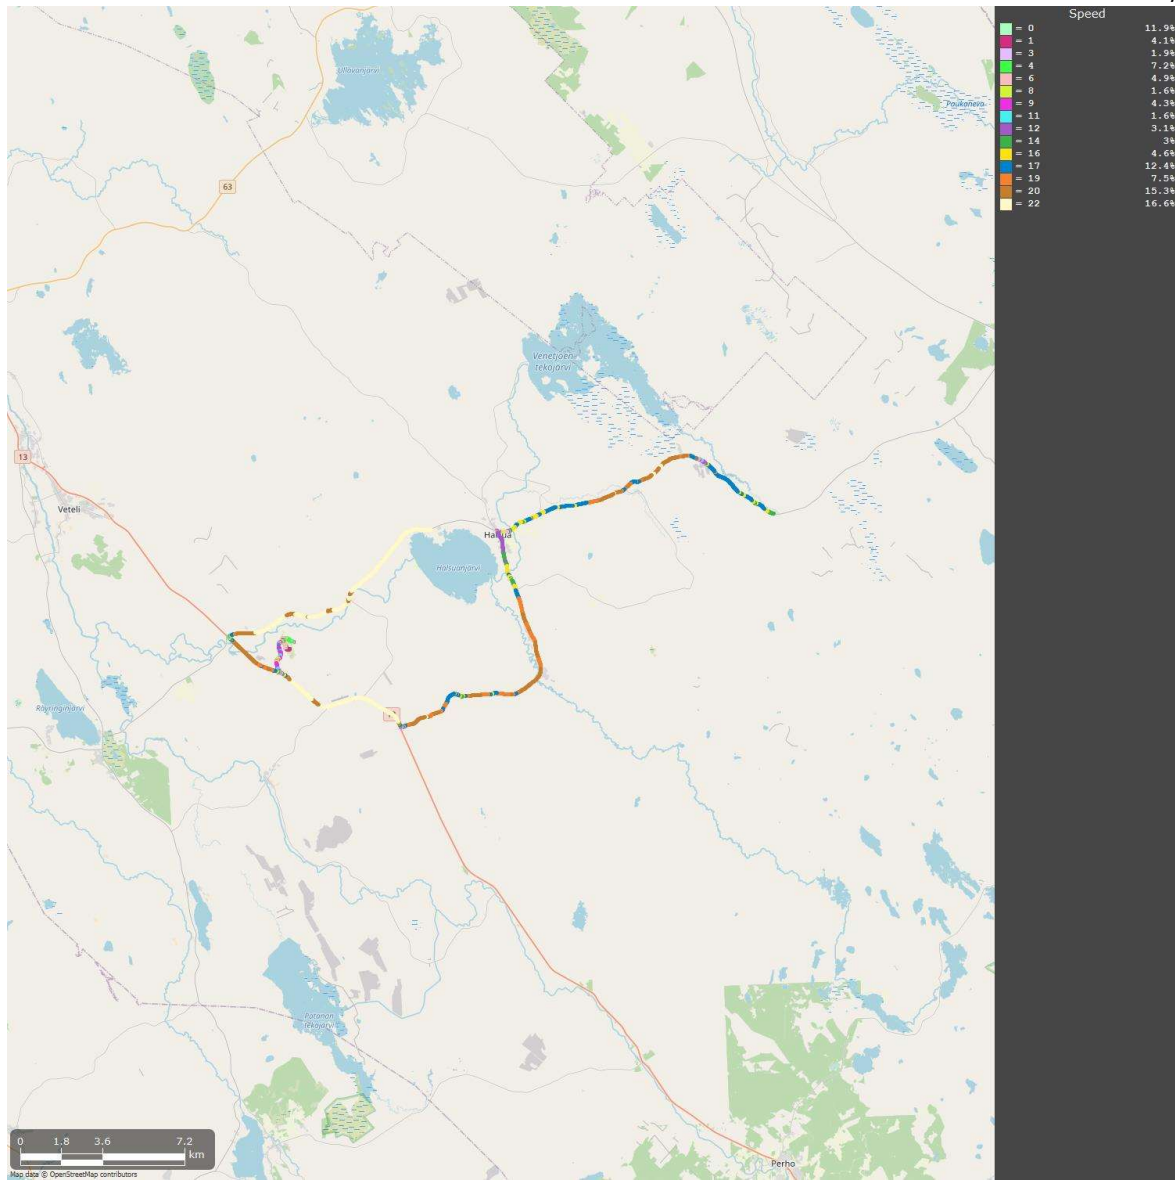 Speed
= 0 11.9%
= 1 4.1%
= 3 1.9%
= 4 7.2%
= 6 4.9%
= 8 1.6%
= 9 4.3%
= 11 1.6%
= 12 3.1%
= 14 3%
= 16 4.6%
= 17 12.4%
= 19 7.5%
= 20 15.3%
= 22 16.6%
Ullavanjärvi
Paukaneva
63
Venetjoen
tekojärvi
13
Veteli
Halsuanjärvi
Röyringinjärvi
Patanan
tekojärvi
Perho
0 1.8 3.6 7.2
km
Map data © OpenStreetMap contributors